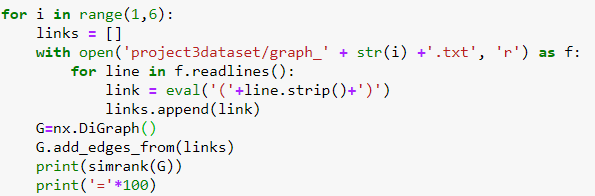 for i in range(1,6):
    links = []
    with open('project3dataset/graph_' + str(i) +'.txt', 'r') as f:
        for line in f.readlines():
            link = eval('('+line.strip()+')')
            links.append(link)
    G=nx.DiGraph()
    G.add_edges_from(links)
    print(simrank(G))
    print('='*100)